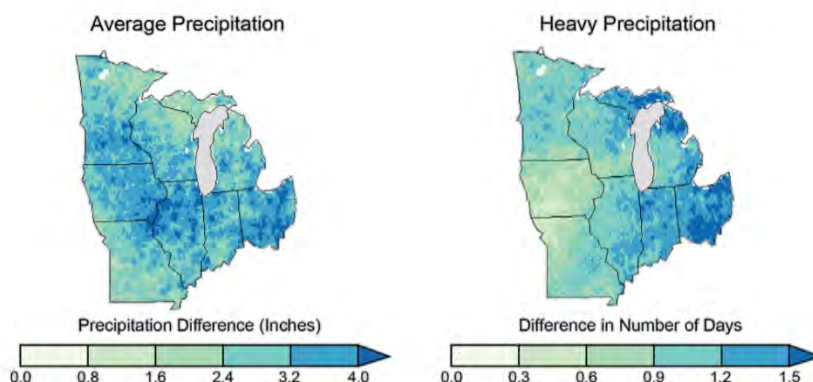 Average Precipitation
Heavy Precipitation
Precipitation Difference (Inches)
0.0 0.8 1.6 2.4 3.2 4.0
Difference in Number of Days
0.0 0.3 0.6 0.9 1.2 1.5